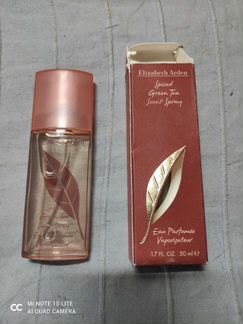 Elizabeth Arden
Spiced
Green Tea
Scent Spray
Eau Parfumée
Vaporisateur
1.7 FL. OZ. 50 ml e
MI NOTE 10 LITE
AI QUAD CAMERA